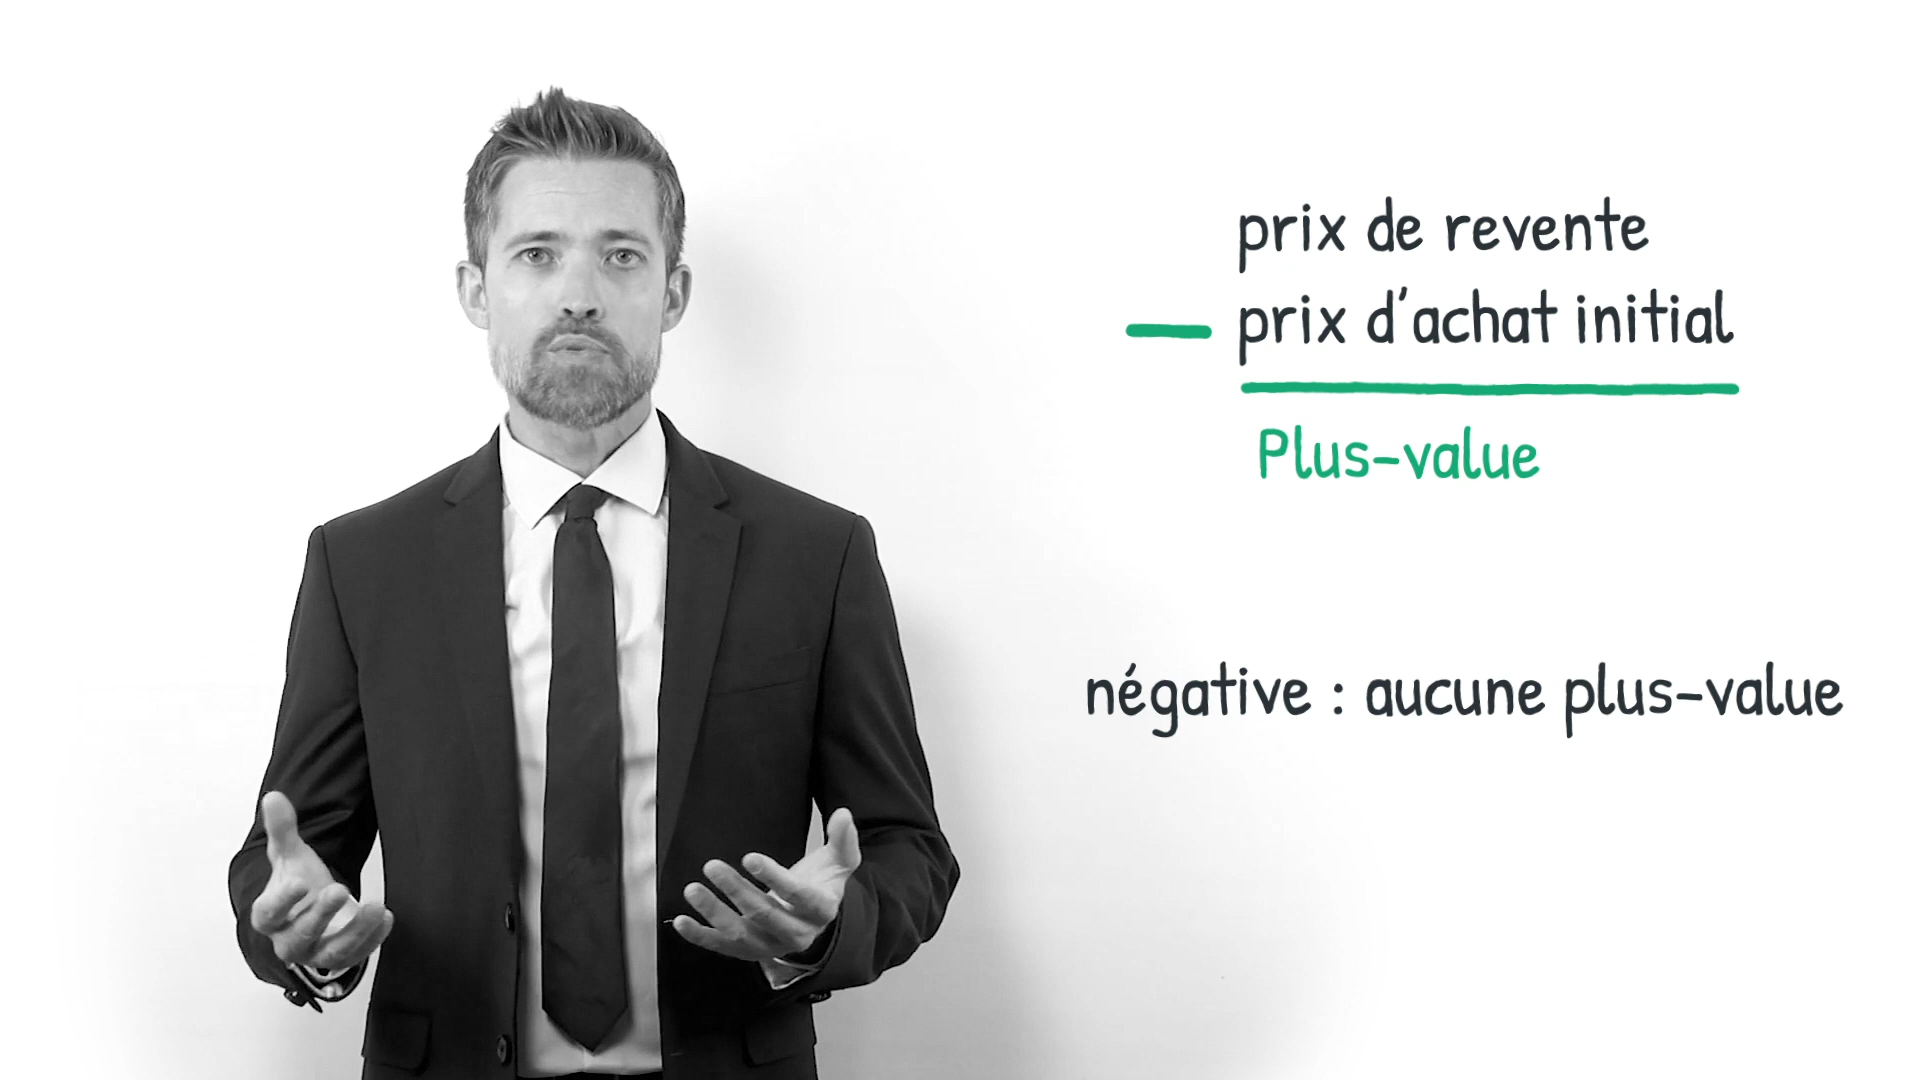 prix de revente
— prix d'achat initial
Plus-value
négative : aucune plus-value